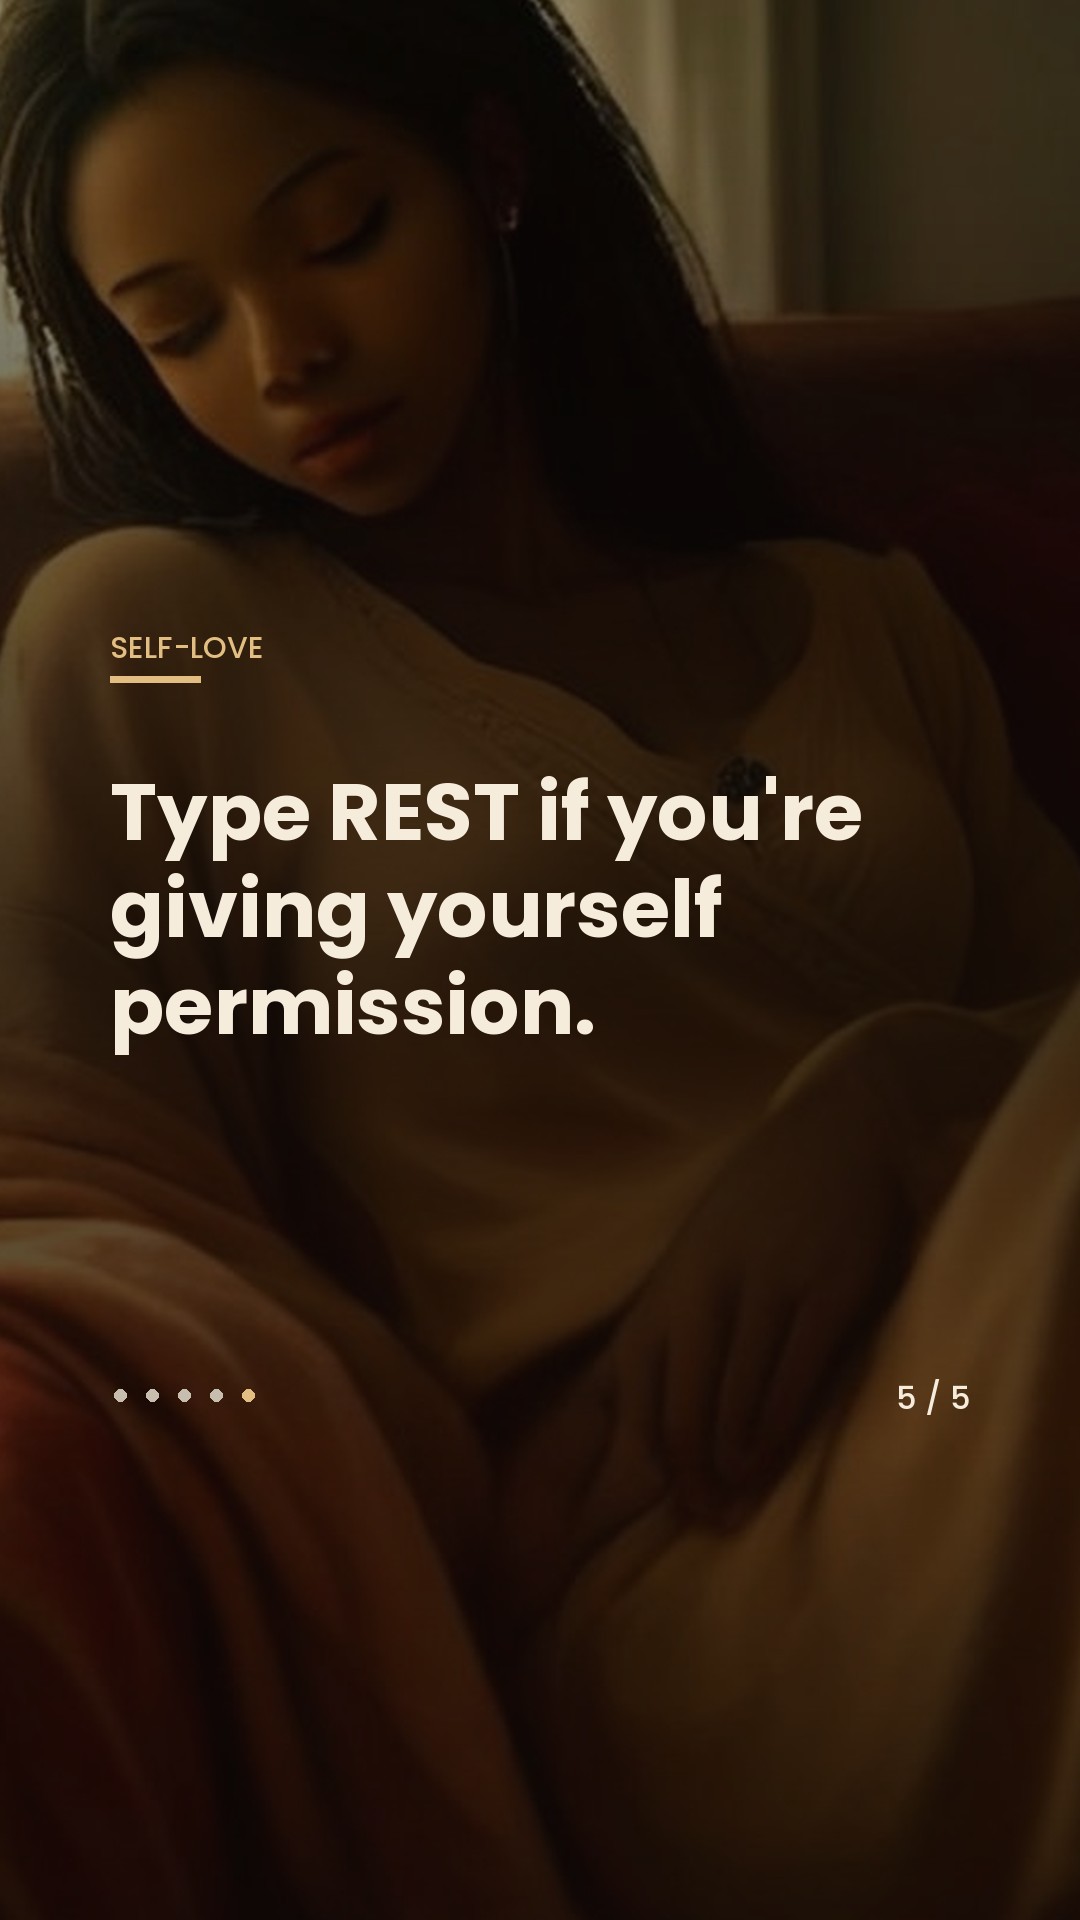 SELF-LOVE
Type REST if you're
giving yourself
permission.
5 / 5